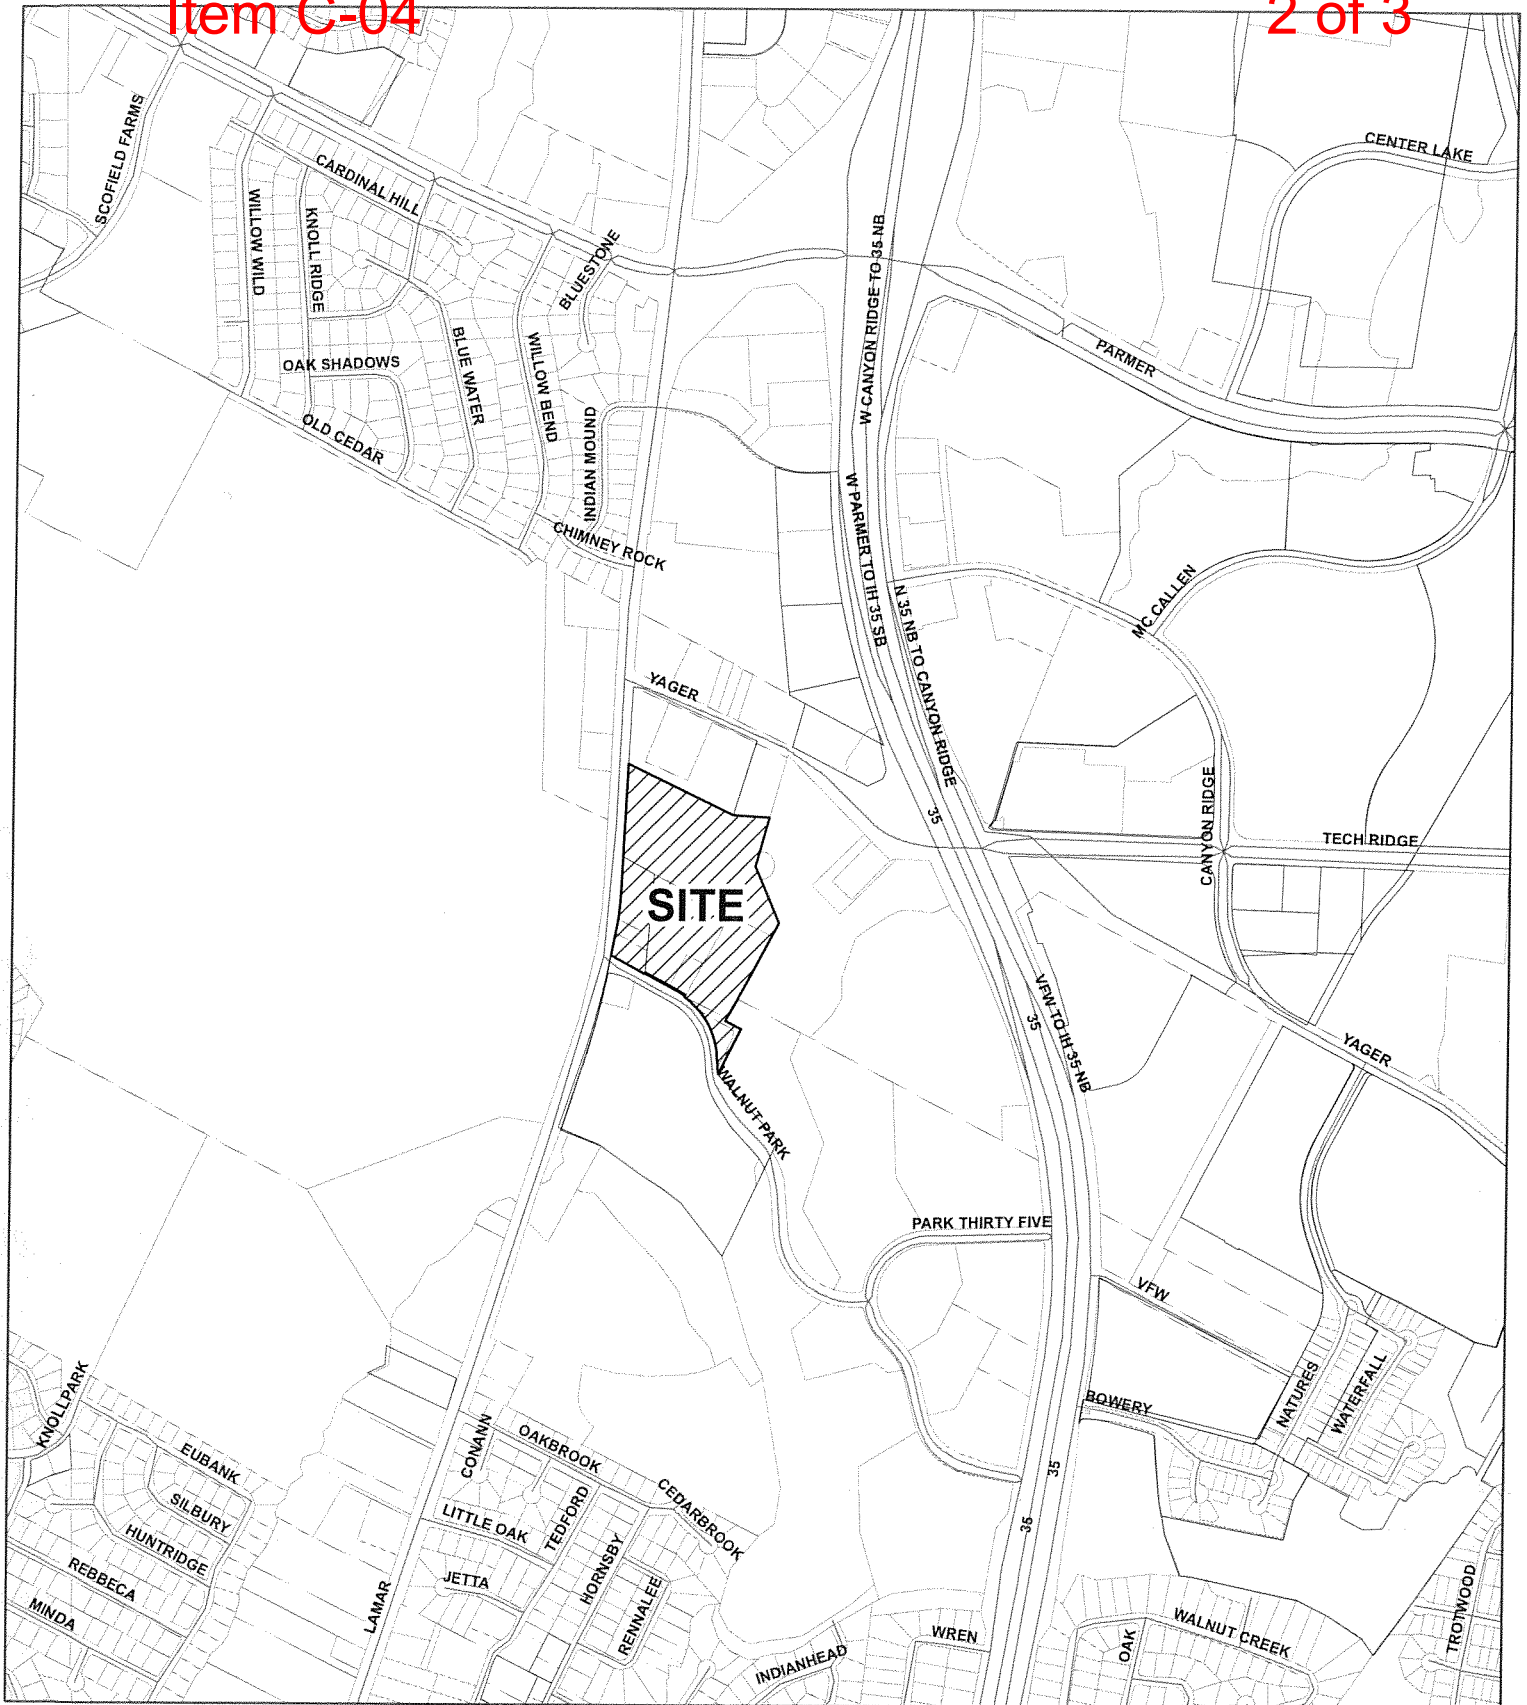 Item C-04
2 of 3
SCOFIELD FARMS
CENTER LAKE
CARDINAL HILL
WILLOW WILD
KNOLL RIDGE
BLUESTONE
W CANYON RIDGE TO 35 NB
PARMER
OAK SHADOWS
BLUE WATER
WILLOW BEND
OLD CEDAR
INDIAN MOUND
CHIMNEY ROCK
W PARMER TO IH 35 SB
N 35 NB TO CANYON RIDGE
MC CALLEN
YAGER
35
CANYON RIDGE
TECH RIDGE
SITE
VFW TO IH 35 NB
35
YAGER
WALNUT PARK
PARK THIRTY FIVE
VFW
NATURES
WATERFALL
BOWERY
KNOLLPARK
EUBANK
SILBURY
HUNTRIDGE
REBBECA
MINDA
CONANN
OAKBROOK
CEDARBROOK
LITTLE OAK
TEDFORD
HORNSBY
JETTA
RENNALEE
LAMAR
35
35
INDIANHEAD
WREN
OAK
WALNUT CREEK
TROTWOOD